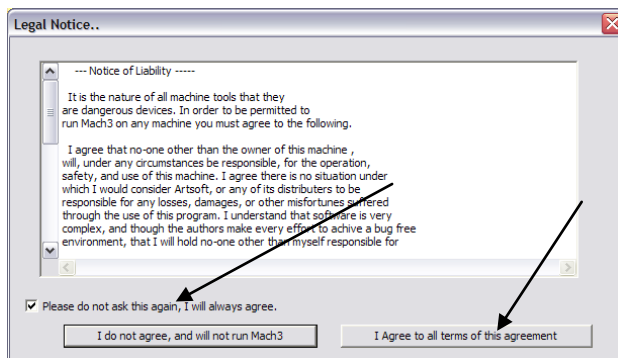 Legal Notice..
--- Notice of Liability -----
It is the nature of all machine tools that they
are dangerous devices. In order to be permitted to
run Mach3 on any machine you must agree to the following.
I agree that no-one other than the owner of this machine ,
will, under any circumstances be responsible, for the operation,
safety, and use of this machine. I agree there is no situation under
which I would consider Artsoft, or any of its distributers to be
responsible for any losses, damages, or other misfortunes suffered
through the use of this program. I understand that software is very
complex, and though the authors make every effort to achive a bug free
environment, that I will hold no-one other than myself responsible for
Please do not ask this again, I will always agree.
I do not agree, and will not run Mach3
I Agree to all terms of this agreement